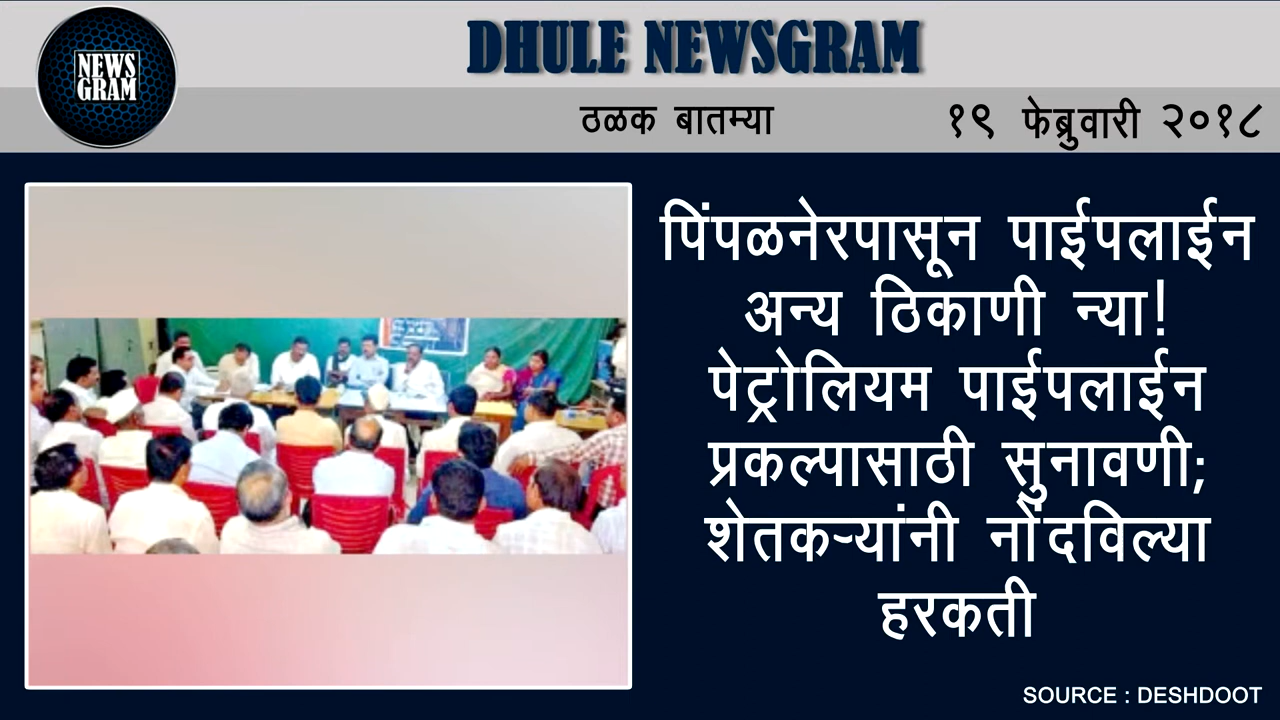 NEWS
GRAM
DHULE NEWSGRAM
ठळक बातम्या
१९ फेब्रुवारी २०१८
पिंपळनेरपासून पाईपलाईन
अन्य ठिकाणी न्या!
पेट्रोलियम पाईपलाईन
प्रकल्पासाठी सुनावणी;
शेतकऱ्यांनी नोंदविल्या
हरकती
SOURCE : DESHDOOT